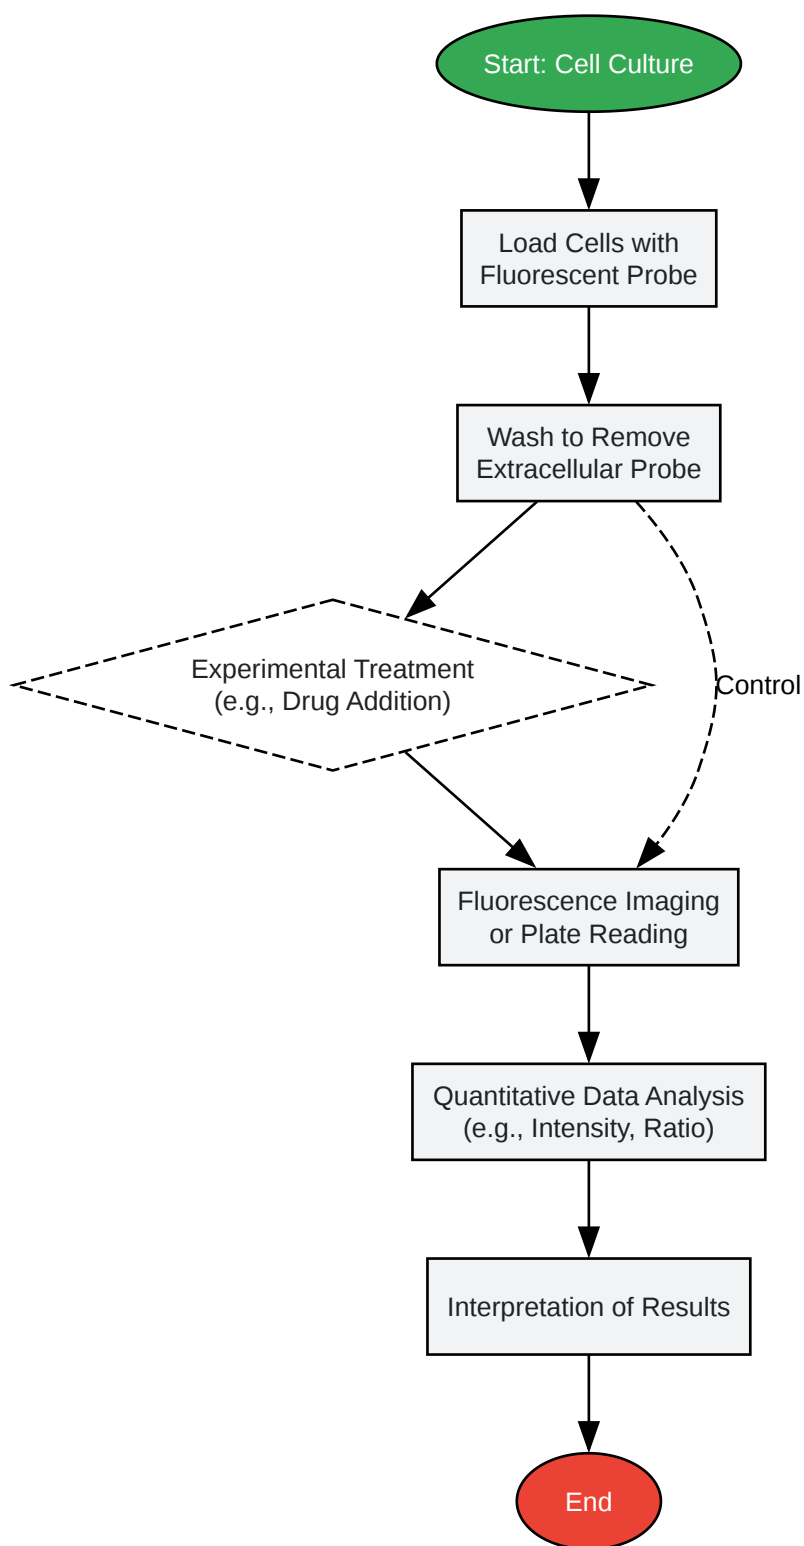 Start: Cell Culture
Load Cells with
Fluorescent Probe
Wash to Remove
Extracellular Probe
Experimental Treatment
(e.g., Drug Addition)
Control
Fluorescence Imaging
or Plate Reading
Quantitative Data Analysis
(e.g., Intensity, Ratio)
Interpretation of Results
End